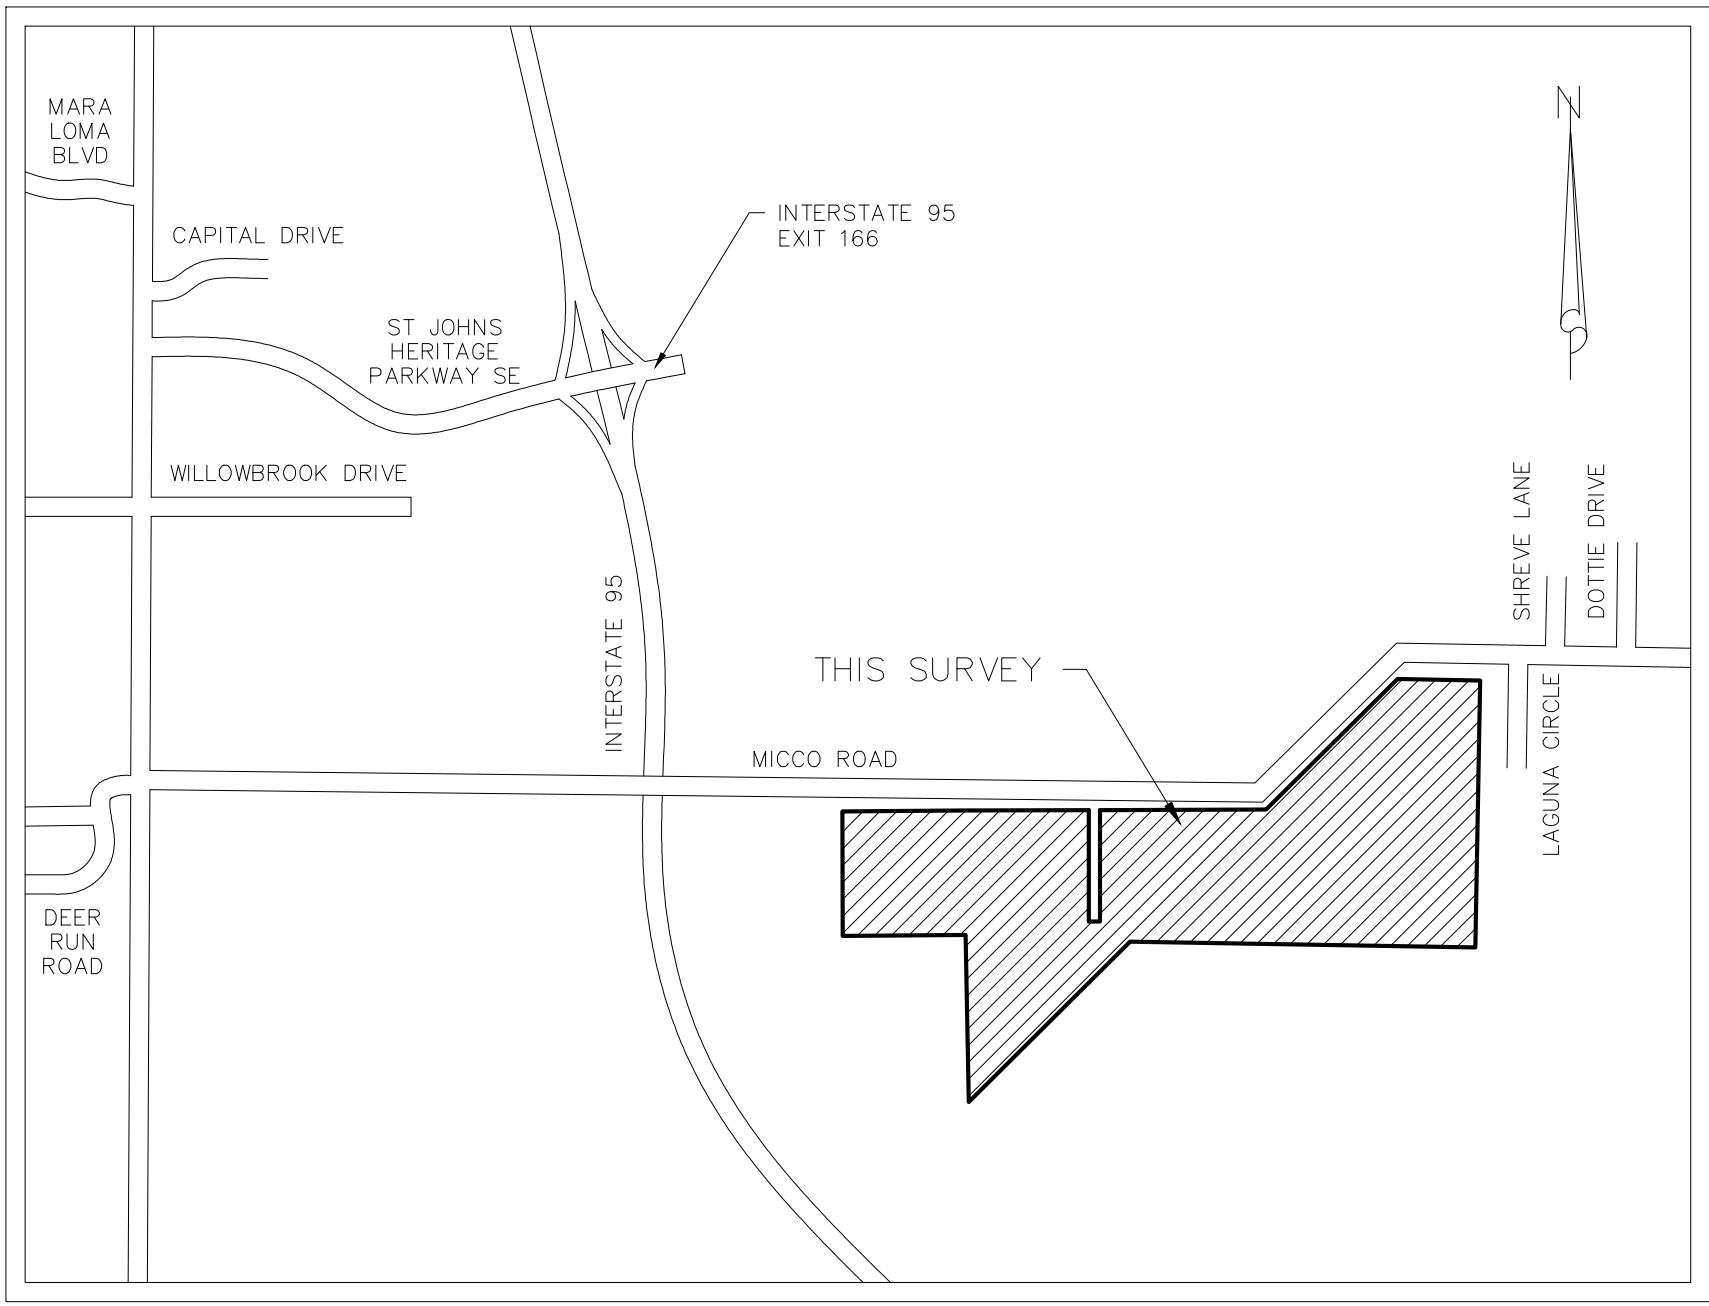 MARA
LOMA
BLVD
N
CAPITAL DRIVE
INTERSTATE 95
EXIT 166
ST JOHNS
HERITAGE
PARKWAY SE
WILLOWBROOK DRIVE
SHREVE LANE
DOTTIE DRIVE
INTERSTATE 95
THIS SURVEY
LAGUNA CIRCLE
MICCO ROAD
DEER
RUN
ROAD